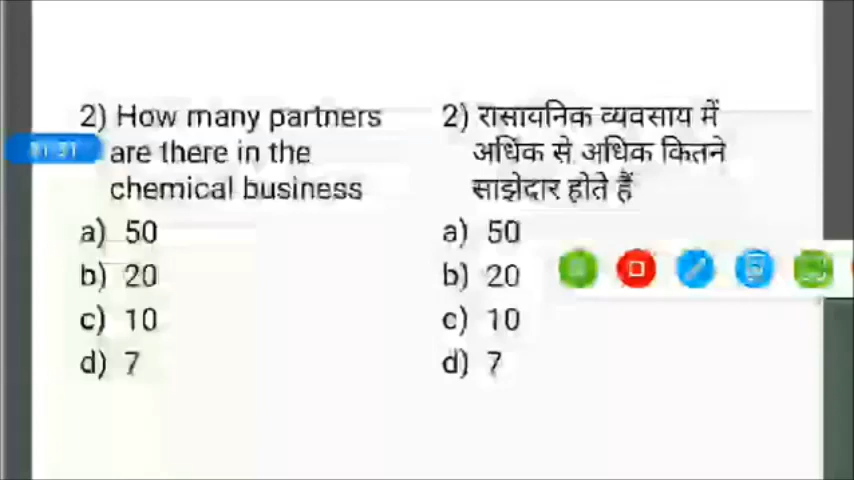 2) How many partners
are there in the
chemical business
a) 50
b) 20
c) 10
d) 7
2) रासायनिक व्यवसाय में
अधिक से अधिक कितने
साझेदार होते हैं
a) 50
b) 20
c) 10
d) 7